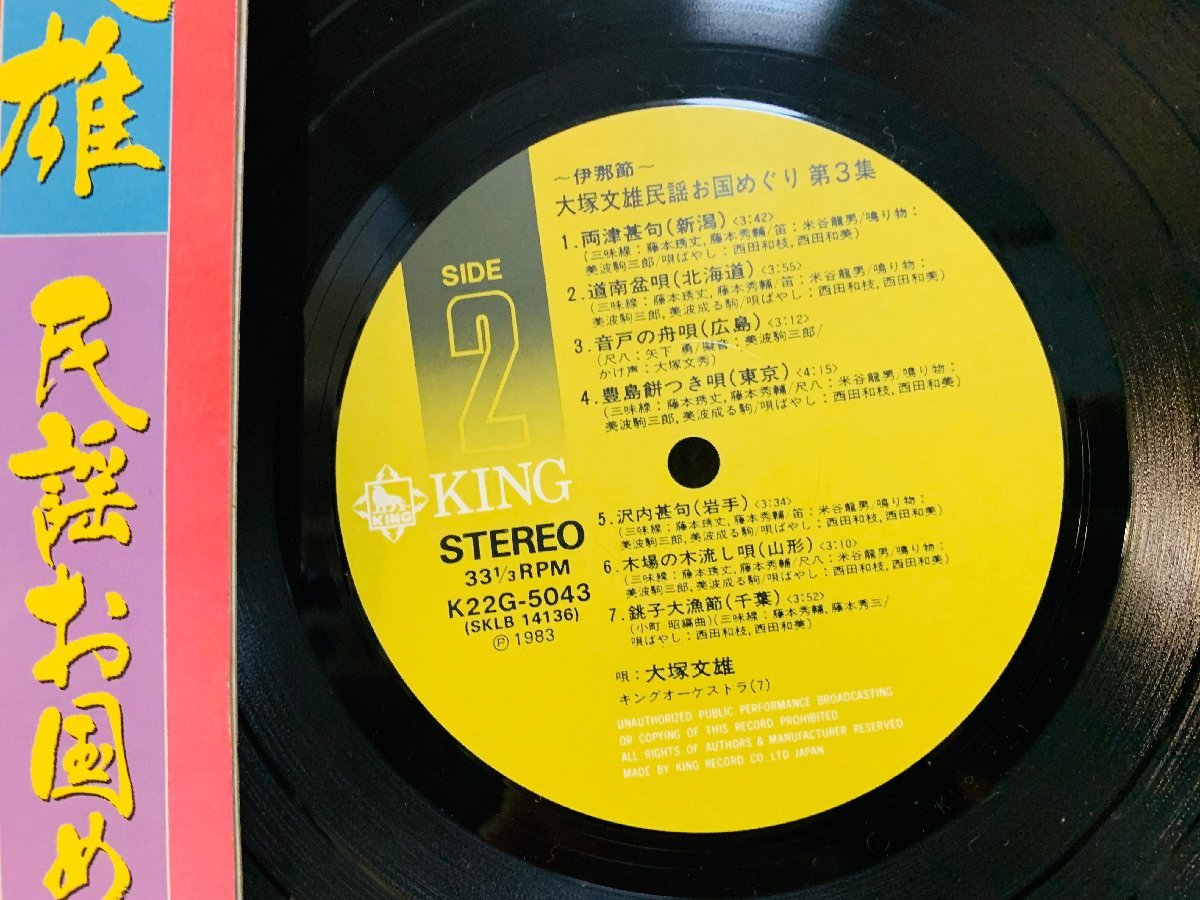 雄
民謡お国め
～伊那節～
大塚文雄民謡お国めぐり 第3集
SIDE
2
1. 両津甚句(新潟)<3:42>
(三味線:藤本琇丈,藤本秀輔/笛:米谷龍男/鳴り物:
美波駒三郎/唄ばやし:西田和枝,西田和美)
2. 道南盆唄(北海道)<3:55>
(三味線:藤本琇丈,藤本秀輔/笛:米谷龍男/鳴り物:
美波駒三郎,美波成る駒/唄ばやし:西田和枝,西田和美)
3. 音戸の舟唄(広島)<3:12>
(尺八:矢下 勇/擬音:美波駒三郎/
かけ声:大塚文秀)
4. 豊島餅つき唄(東京)<4:15>
(三味線:藤本琇丈,藤本秀輔/尺八:米谷龍男/鳴り物:
美波駒三郎,美波成る駒/唄ばやし:西田和枝,西田和美)
KING
KING
STEREO
33 1/3 RPM
K22G-5043
(SKLB 14136)
Ⓟ 1983
5. 沢内甚句(岩手)<3:34>
(三味線:藤本琇丈,藤本秀輔/笛:米谷龍男/鳴り物:
美波駒三郎,美波成る駒/唄ばやし:西田和枝,西田和美)
6. 木場の木流し唄(山形)<3:10>
(三味線:藤本琇丈,藤本秀輔/尺八:米谷龍男/鳴り物:
美波駒三郎,美波成る駒/唄ばやし:西田和枝,西田和美)
7. 銚子大漁節(千葉)<3:52>
(小町 昭編曲)(三味線:藤本秀輔,藤本秀三/
唄ばやし:西田和枝,西田和美)
唄:大塚文雄
キングオーケストラ(7)
UNAUTHORIZED PUBLIC PERFORMANCE BROADCASTING
OR COPYING OF THIS RECORD PROHIBITED
ALL RIGHTS OF AUTHORS & MANUFACTURER RESERVED
MADE BY KING RECORD CO.,LTD JAPAN